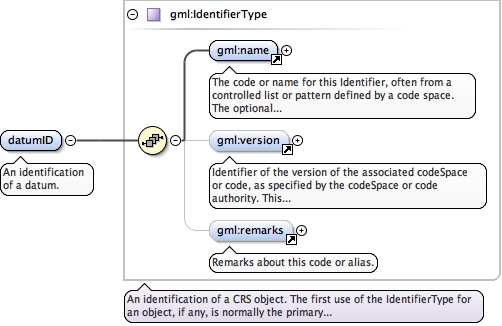 gml:IdentifierType
gml:name
The code or name for this Identifier, often from a
controlled list or pattern defined by a code space.
The optional...
datumID
An identification
of a datum.
gml:version
Identifier of the version of the associated codeSpace
or code, as specified by the codeSpace or code
authority. This...
gml:remarks
Remarks about this code or alias.
An identification of a CRS object. The first use of the IdentifierType for
an object, if any, is normally the primary...